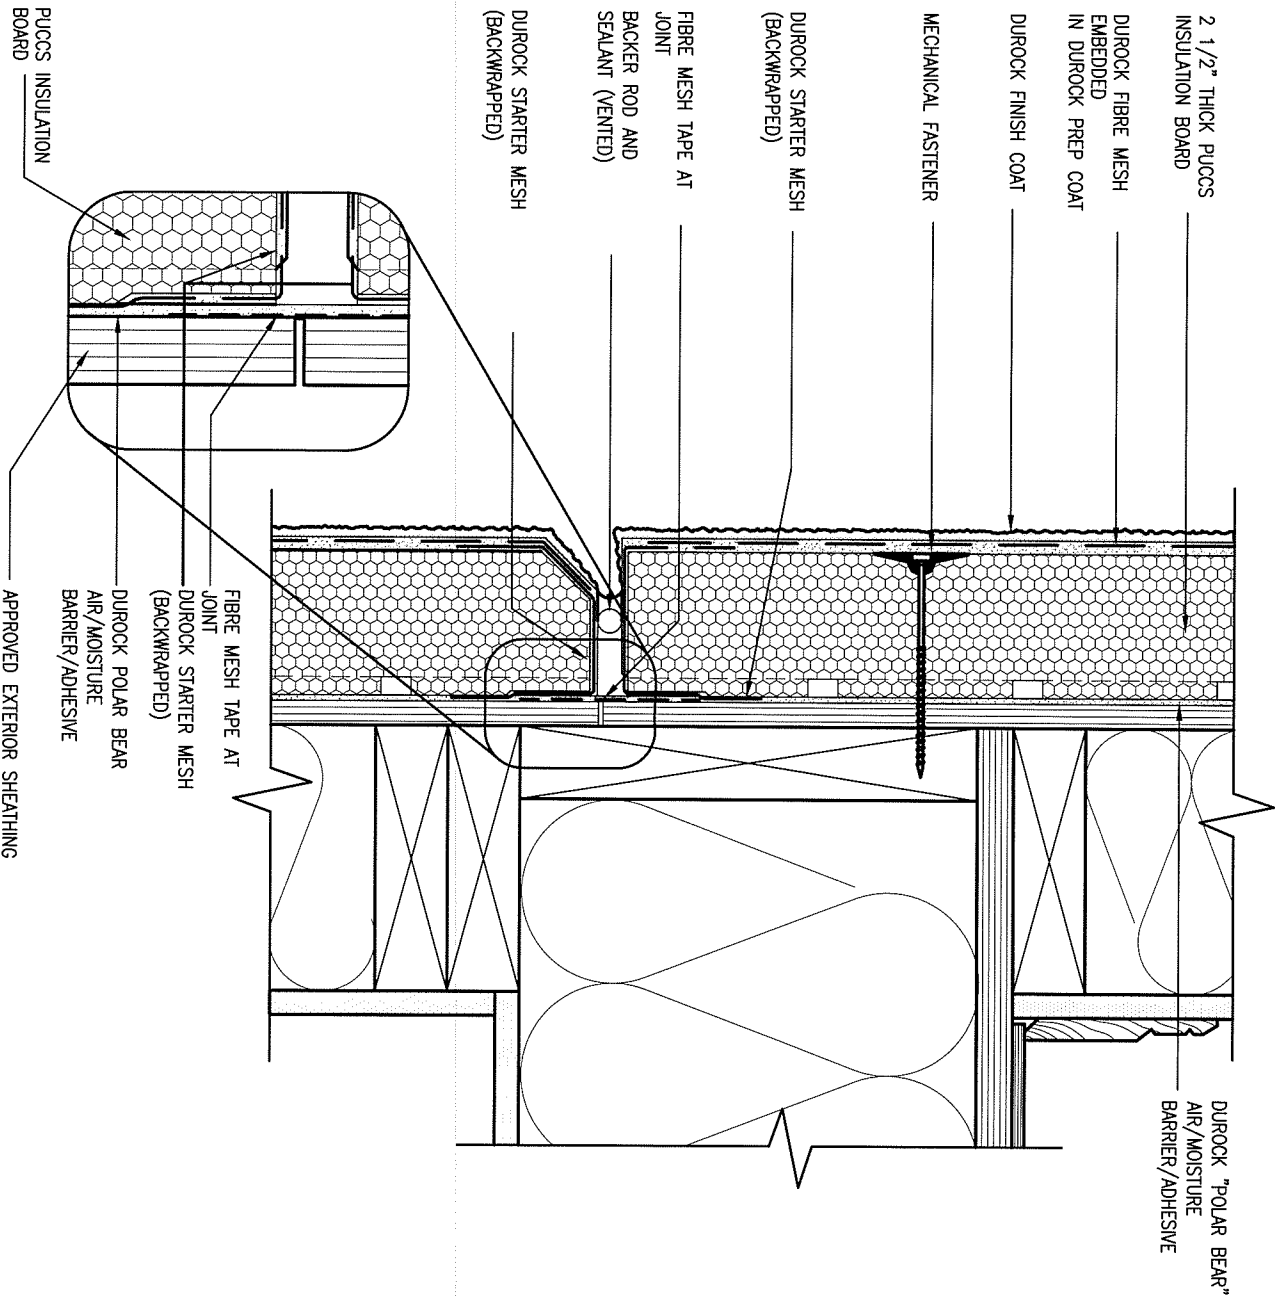 2 1/2" THICK PUCCS
INSULATION BOARD
DUROCK FIBRE MESH
EMBEDDED
IN DUROCK PREP COAT
DUROCK FINISH COAT
MECHANICAL FASTENER
DUROCK STARTER MESH
(BACKWRAPPED)
FIBRE MESH TAPE AT
JOINT
BACKER ROD AND
SEALANT (VENTED)
DUROCK STARTER MESH
(BACKWRAPPED)
PUCCS INSULATION
BOARD
DUROCK "POLAR BEAR"
AIR/MOISTURE
BARRIER/ADHESIVE
FIBRE MESH TAPE AT
JOINT
DUROCK STARTER MESH
(BACKWRAPPED)
DUROCK POLAR BEAR
AIR/MOISTURE
BARRIER/ADHESIVE
APPROVED EXTERIOR SHEATHING